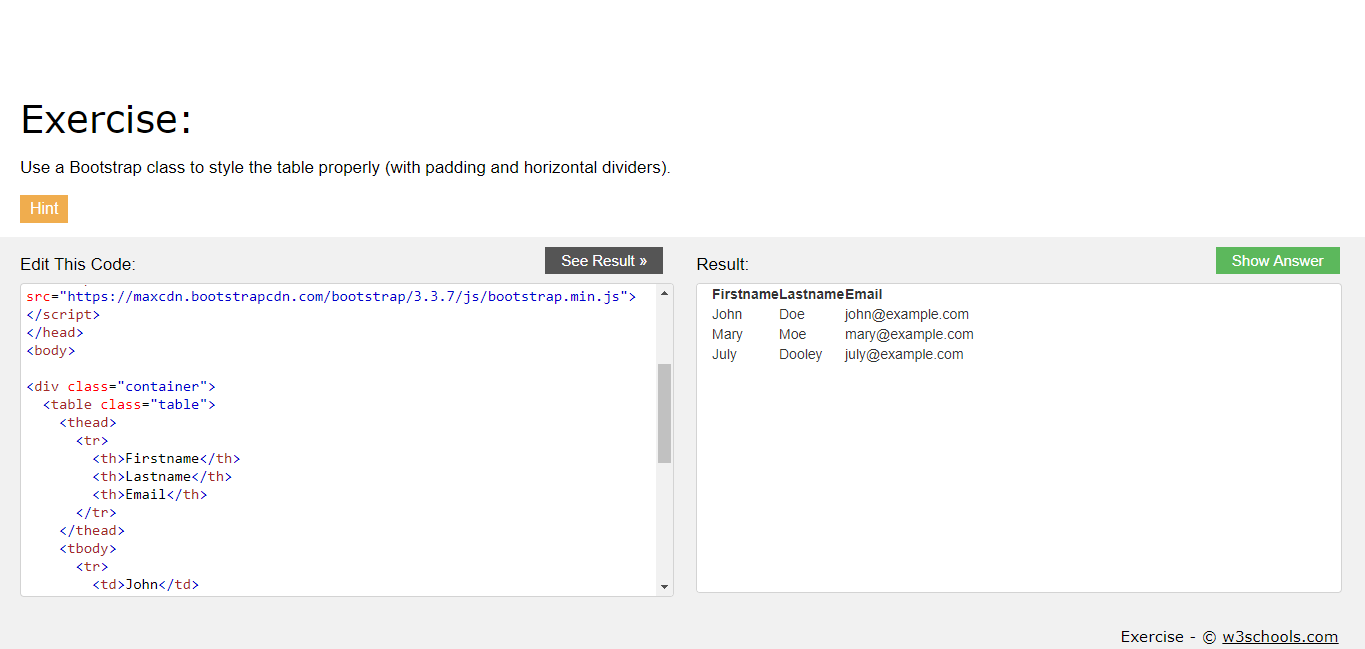 Exercise:
Use a Bootstrap class to style the table properly (with padding and horizontal dividers).
Hint
Edit This Code:
See Result »
src="https://maxcdn.bootstrapcdn.com/bootstrap/3.3.7/js/bootstrap.min.js">
</script>
</head>
<body>
<div class="container">
<table class="table">
<thead>
<tr>
<th>Firstname</th>
<th>Lastname</th>
<th>Email</th>
</tr>
</thead>
<tbody>
<tr>
<td>John</td>
Result:
Show Answer
FirstnameLastnameEmail
John Doe john@example.com
Mary Moe mary@example.com
July Dooley july@example.com
Exercise - © w3schools.com